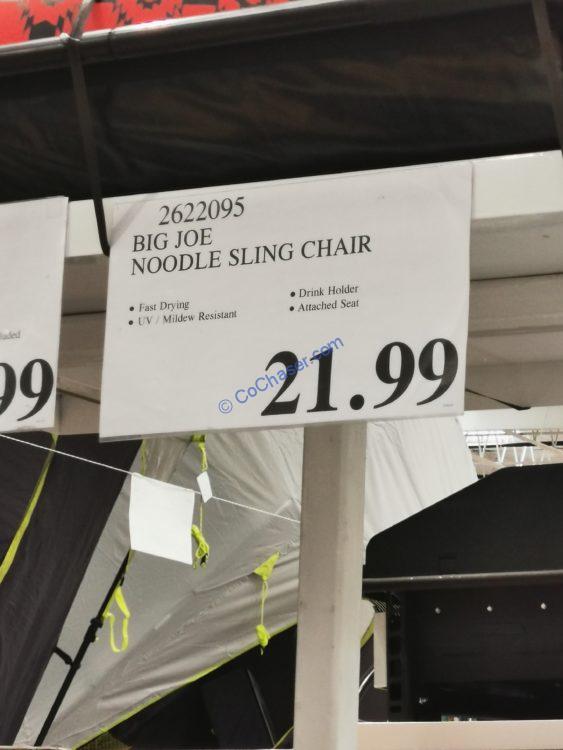 2622095
BIG JOE
NOODLE SLING CHAIR
• Fast Drying
• UV / Mildew Resistant
• Drink Holder
• Attached Seat
21.99
© CoChaser.com
99